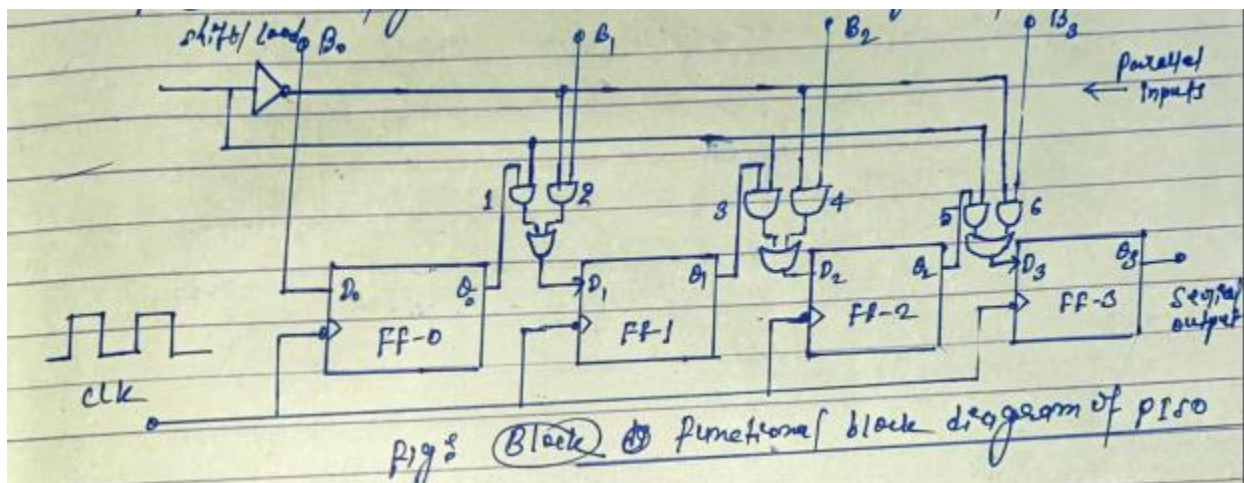 shift/Load B₀ B₁ B₂ B₃
Parallel
inputs
1 2 3 4 5 6
D₀ Q₀ D₁ Q₁ D₂ Q₂ D₃ Q₃
FF-0 FF-1 FF-2 FF-3
Serial
output
clk
Fig: Block functional block diagram of PISO